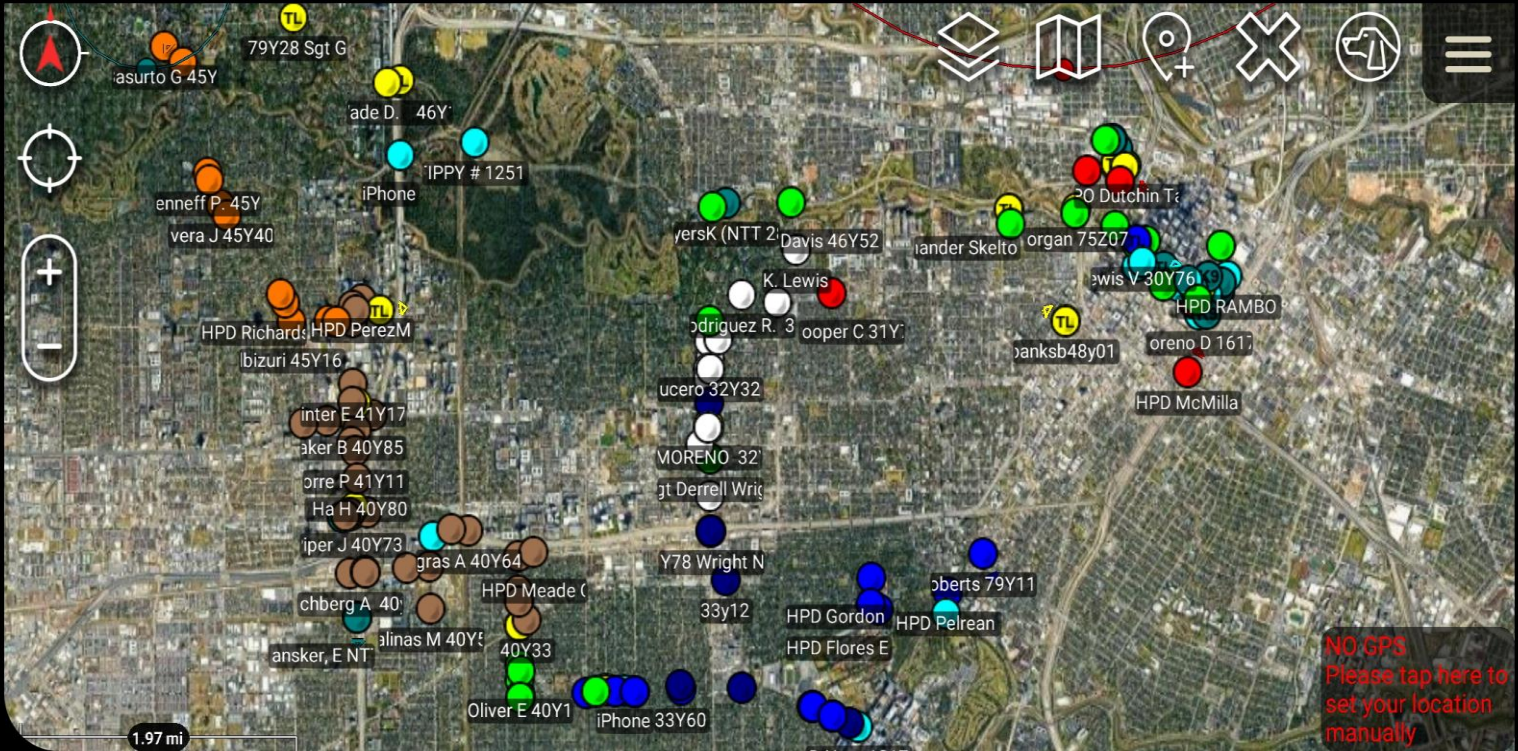 TL
79Y28 Sgt G
asurto G 45Y
ade D. 46Y
IPPY # 1251
iPhone
enneff P. 45Y
vera J 45Y40
PO Dutchin Ta
yersK (NTT 2
Davis 46Y52
TL
ander Skelto
organ 75Z07
K. Lewis
ewis V 30Y76
K9
HPD RAMBO
TL
HPD Richards
HPD PerezM
odriguez R. 3
ooper C 31Y
TL
banksb48y01
oreno D 1617
bizuri 45Y16
ucero 32Y32
HPD McMilla
inter E 41Y17
aker B 40Y85
MORENO 32
orre P 41Y11
gt Derrell Wrig
Ha H 40Y80
iper J 40Y73
gras A 40Y64
Y78 Wright N
oberts 79Y11
HPD Meade
chberg A 40
33y12
HPD Gordon
HPD Pelrean
alinas M 40Y5
40Y33
HPD Flores E
ansker, E NT
Oliver E 40Y1
iPhone 33Y60
NO GPS
Please tap here to
set your location
manually
1.97 mi